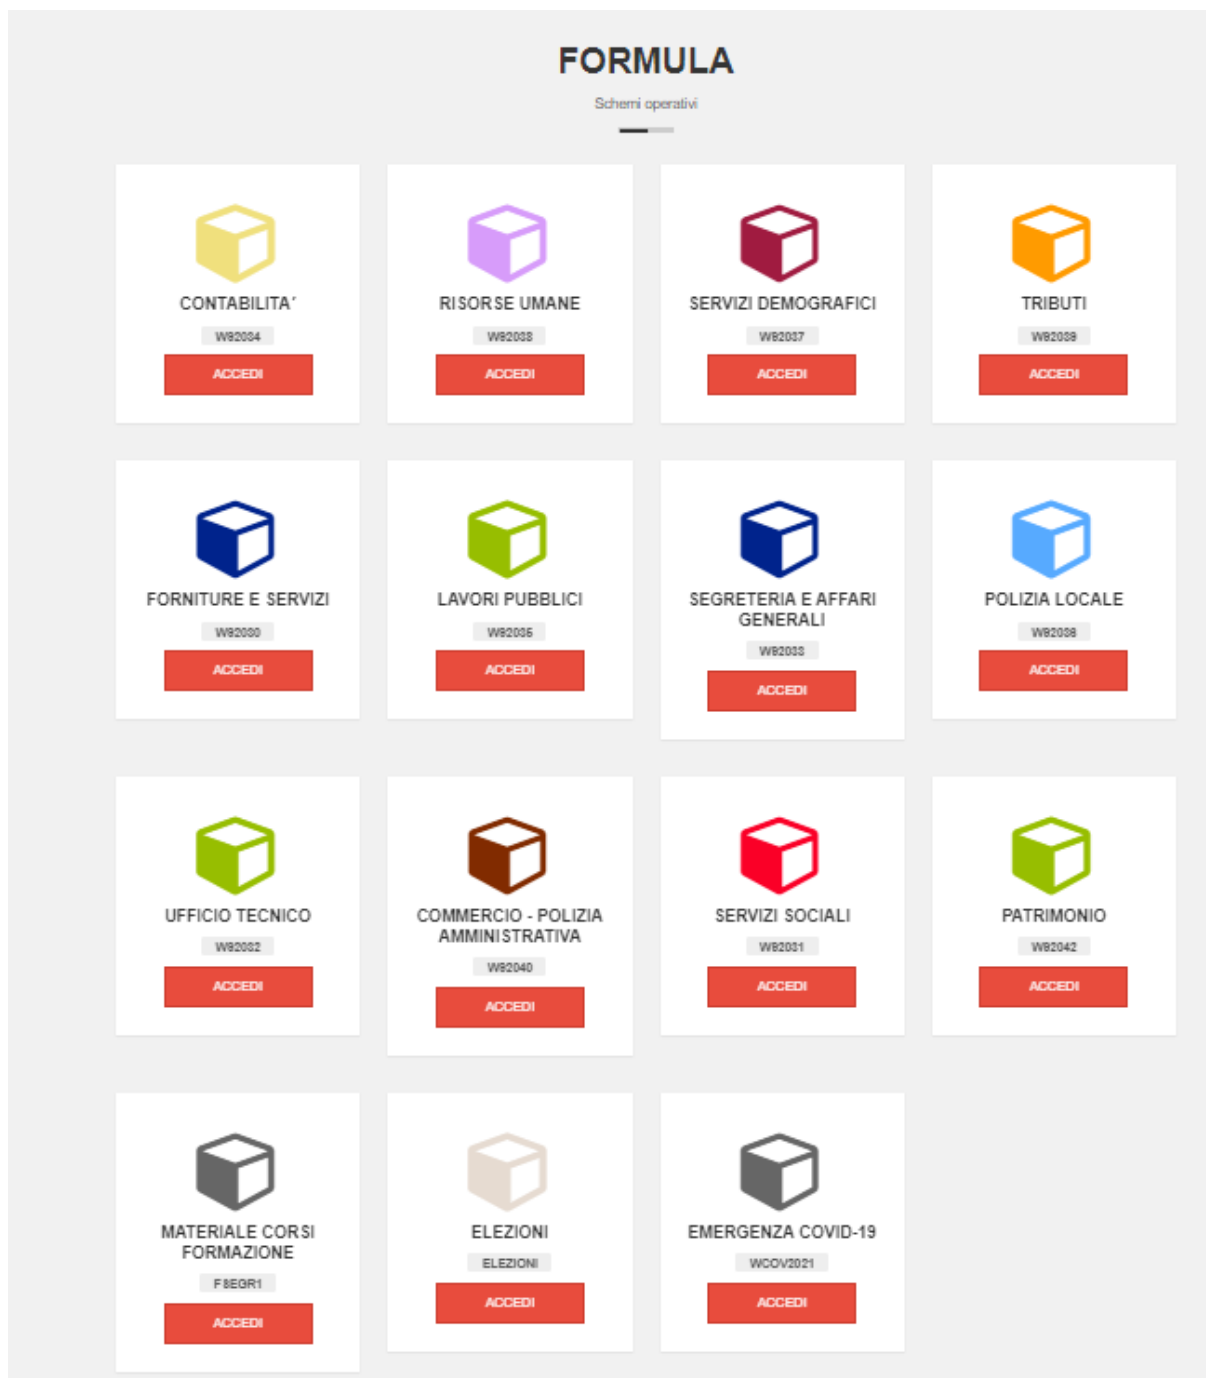 FORMULA
Schemi operativi
CONTABILITA´
W92034
ACCEDI
RISORSE UMANE
ACCEDI
SERVIZI DEMOGRAFICI
W92037
ACCEDI
TRIBUTI
W92039
ACCEDI
FORNITURE E SERVIZI
W92030
ACCEDI
LAVORI PUBBLICI
W92035
ACCEDI
SEGRETERIA E AFFARI
GENERALI
W92033
ACCEDI
POLIZIA LOCALE
W92036
ACCEDI
UFFICIO TECNICO
W92032
ACCEDI
COMMERCIO - POLIZIA
AMMINISTRATIVA
W92040
ACCEDI
SERVIZI SOCIALI
W92031
ACCEDI
PATRIMONIO
W92042
ACCEDI
MATERIALE CORSI
FORMAZIONE
ACCEDI
ELEZIONI
ELEZIONI
ACCEDI
EMERGENZA COVID-19
WCOV2021
ACCEDI